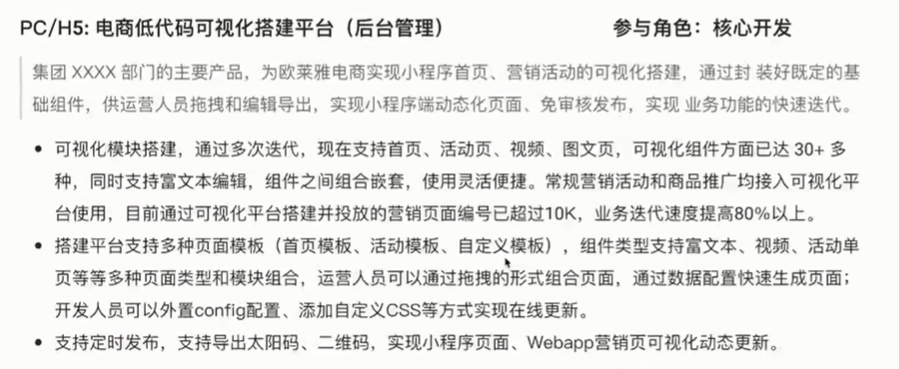 PC/H5: 电商低代码可视化搭建平台（后台管理） 参与角色：核心开发
集团 XXXX 部门的主要产品，为欧莱雅电商实现小程序首页、营销活动的可视化搭建，通过封 装好既定的基
础组件，供运营人员拖拽和编辑导出，实现小程序端动态化页面、免审核发布，实现 业务功能的快速迭代。
• 可视化模块搭建，通过多次迭代，现在支持首页、活动页、视频、图文页，可视化组件方面已达 30+ 多
种，同时支持富文本编辑，组件之间组合嵌套，使用灵活便捷。常规营销活动和商品推广均接入可视化平
台使用，目前通过可视化平台搭建并投放的营销页面编号已超过10K，业务迭代速度提高80%以上。
• 搭建平台支持多种页面模板（首页模板、活动模板、自定义模板），组件类型支持富文本、视频、活动单
页等等多种页面类型和模块组合，运营人员可以通过拖拽的形式组合页面，通过数据配置快速生成页面；
开发人员可以外置config配置、添加自定义CSS等方式实现在线更新。
• 支持定时发布，支持导出太阳码、二维码，实现小程序页面、Webapp营销页可视化动态更新。